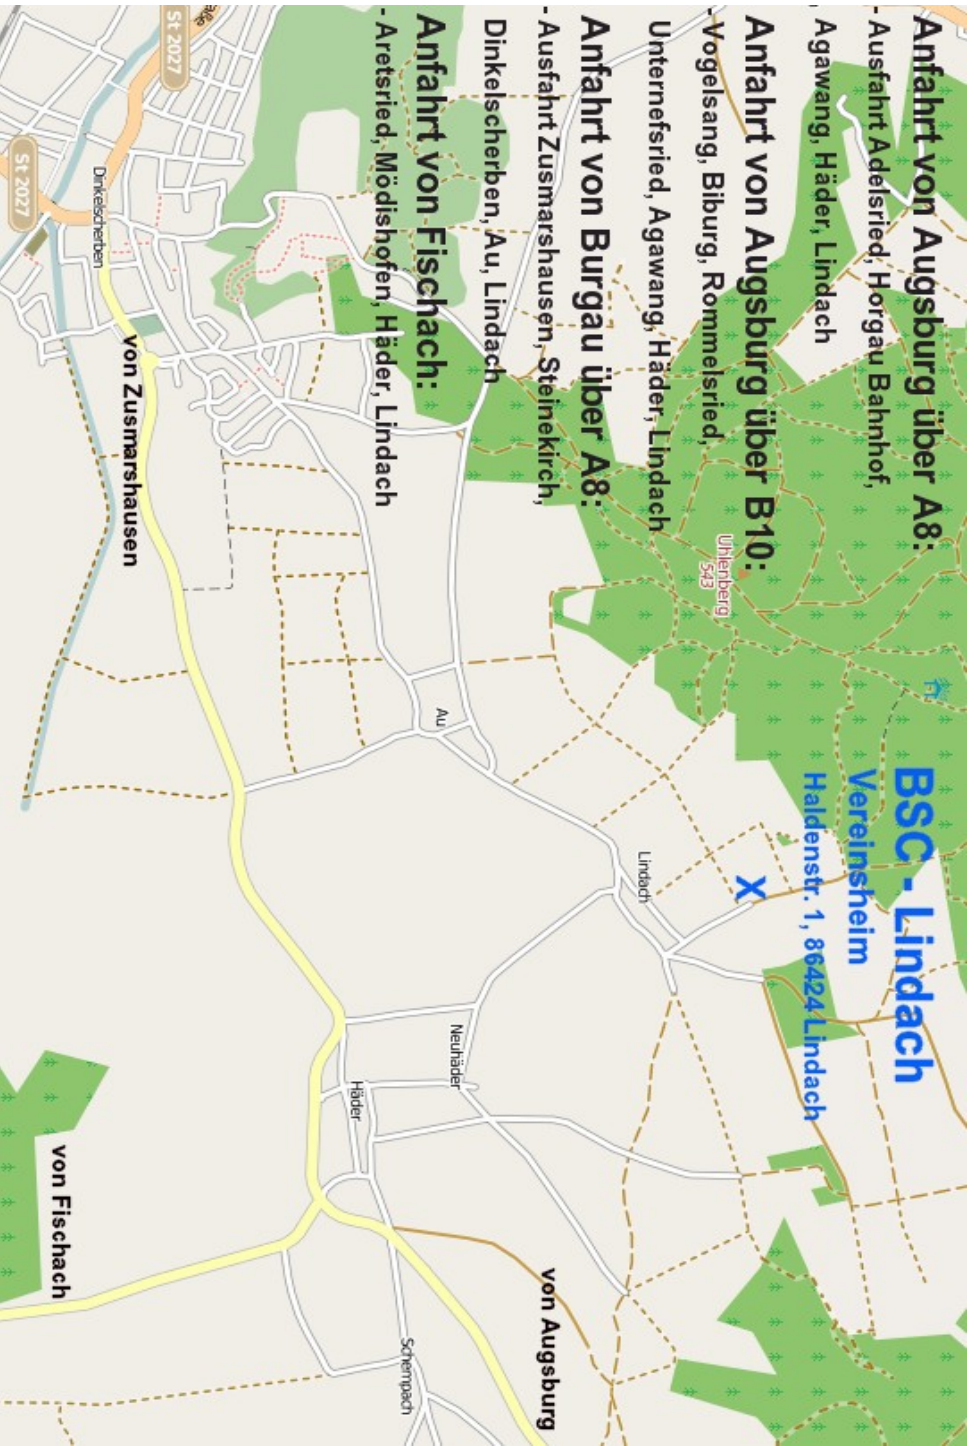 Anfahrt von Augsburg über A8:
- Ausfahrt Adelsried, Horgau Bahnhof,
Agawang, Häder, Lindach
Anfahrt von Augsburg über B10:
- Vogelsang, Biburg, Rommelsried,
Unternefsried, Agawang, Häder, Lindach
Anfahrt von Burgau über A8:
- Ausfahrt Zusmarshausen, Steinekirch,
Dinkelscherben, Au, Lindach
Anfahrt von Fischach:
- Aretsried, Mödishofen, Häder, Lindach
BSC - Lindach
Vereinsheim
Haldenstr. 1, 86424 Lindach
X
Uhlenberg
543
Lindach
Au
Neuhäder
Häder
Schempach
Dinkelscherben
St 2027
St 2027
von Zusmarshausen
von Augsburg
von Fischach